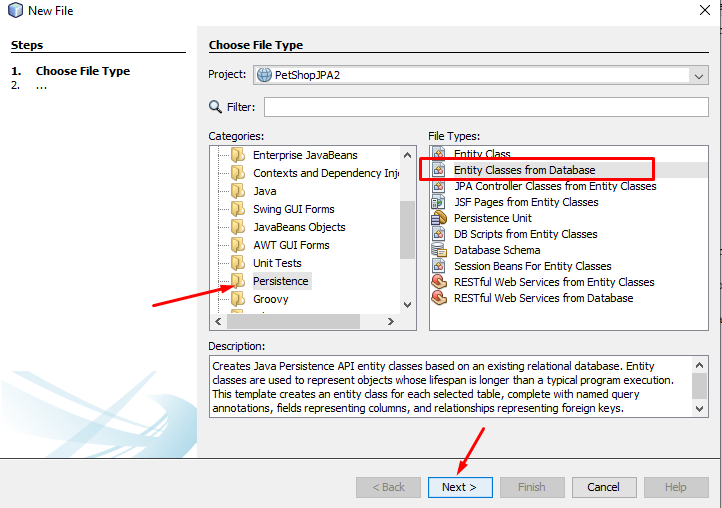 New File
Steps
1. Choose File Type
2. ...
Choose File Type
Project: PetShopJPA2
Filter:
Categories:
Enterprise JavaBeans
Contexts and Dependency Inj
Java
Swing GUI Forms
JavaBeans Objects
AWT GUI Forms
Unit Tests
Persistence
Groovy
File Types:
Entity Class
Entity Classes from Database
JPA Controller Classes from Entity Classes
JSF Pages from Entity Classes
Persistence Unit
DB Scripts from Entity Classes
Database Schema
Session Beans For Entity Classes
RESTful Web Services from Entity Classes
RESTful Web Services from Database
Description:
Creates Java Persistence API entity classes based on an existing relational database. Entity
classes are used to represent objects whose lifespan is longer than a typical program execution.
This template creates an entity class for each selected table, complete with named query
annotations, fields representing columns, and relationships representing foreign keys.
< Back
Next >
Finish
Cancel
Help